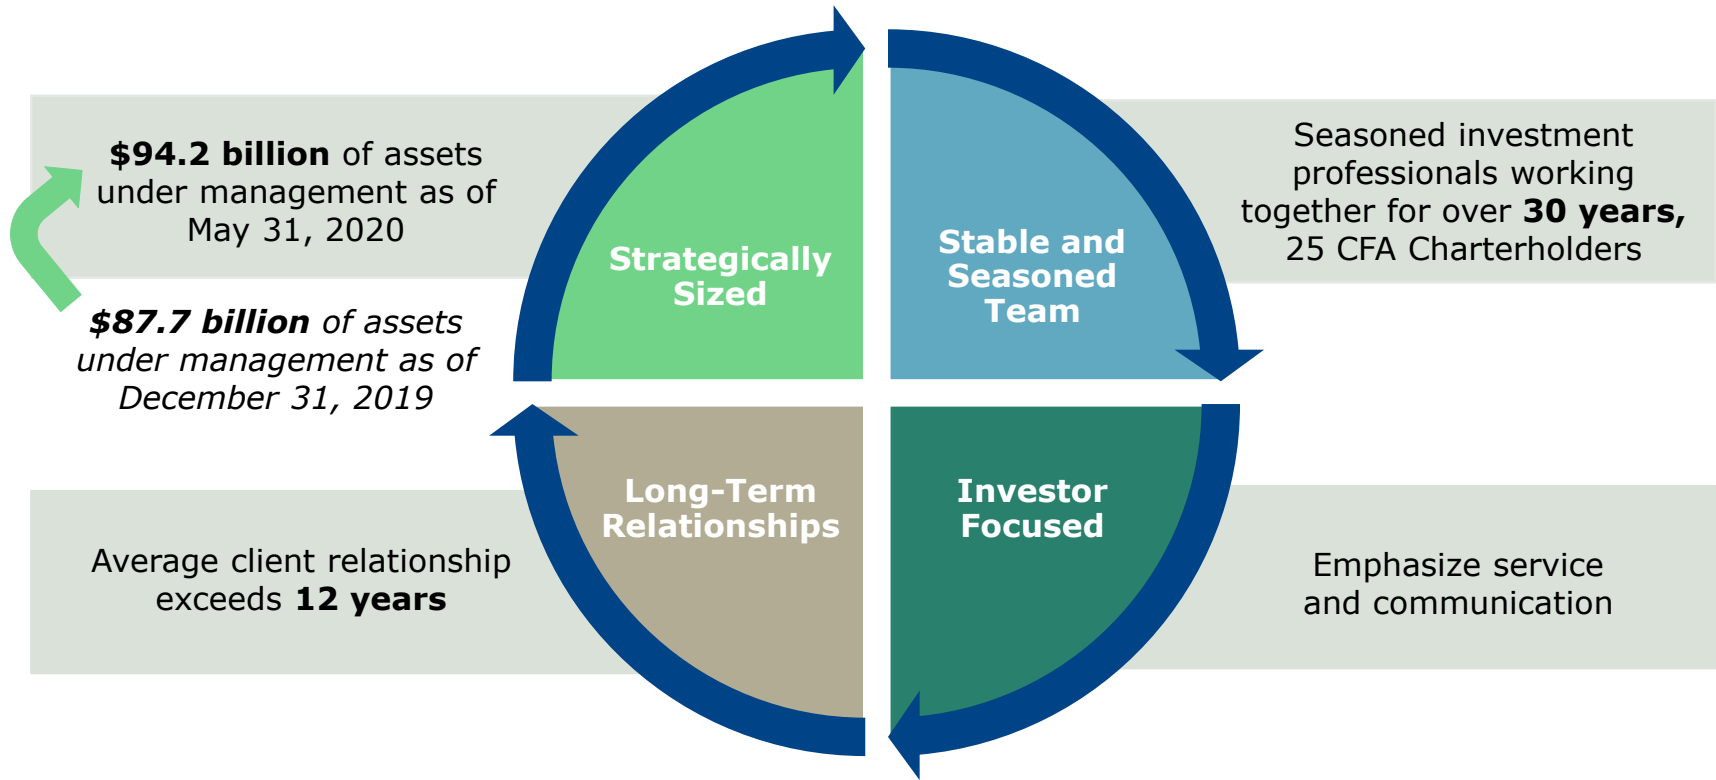 $94.2 billion of assets
under management as of
May 31, 2020
$87.7 billion of assets
under management as of
December 31, 2019
Strategically
Sized
Stable and
Seasoned
Team
Seasoned investment
professionals working
together for over 30 years,
25 CFA Charterholders
Average client relationship
exceeds 12 years
Long-Term
Relationships
Investor
Focused
Emphasize service
and communication